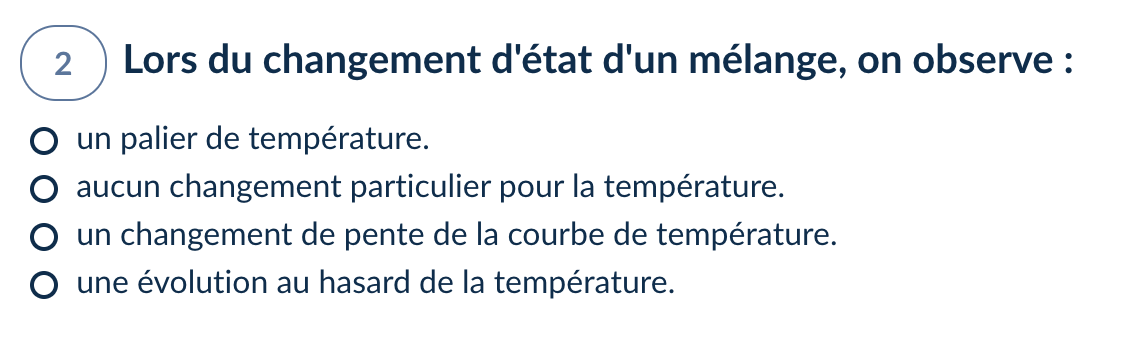 2 Lors du changement d'état d'un mélange, on observe :
un palier de température.
aucun changement particulier pour la température.
un changement de pente de la courbe de température.
une évolution au hasard de la température.